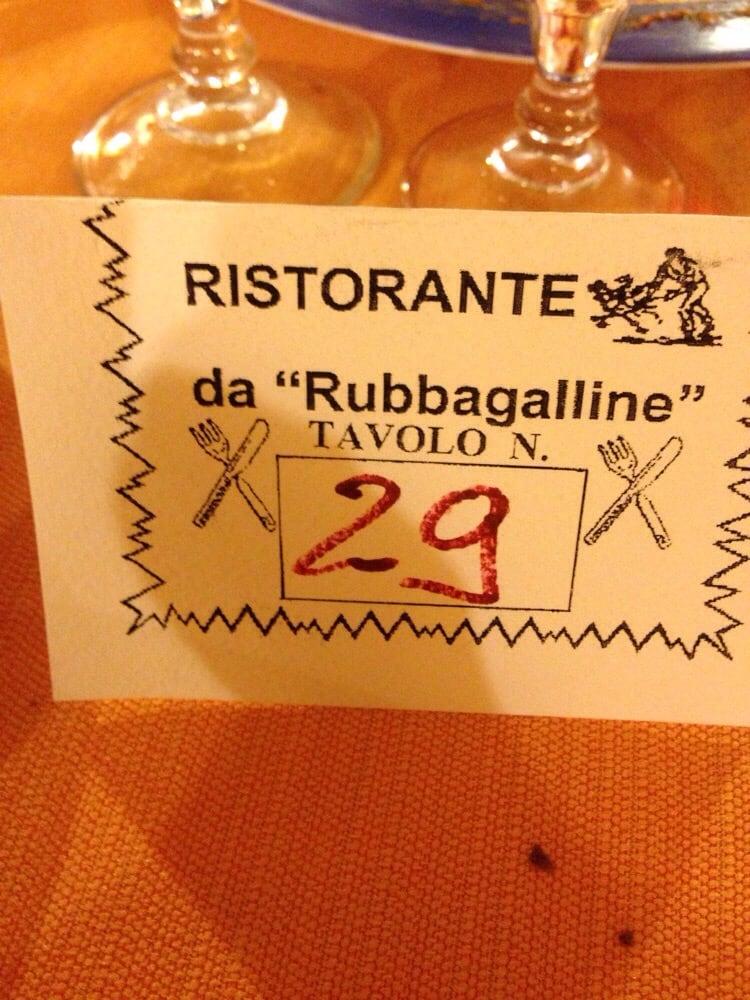 RISTORANTE
da “Rubbagalline”
TAVOLO N.
29